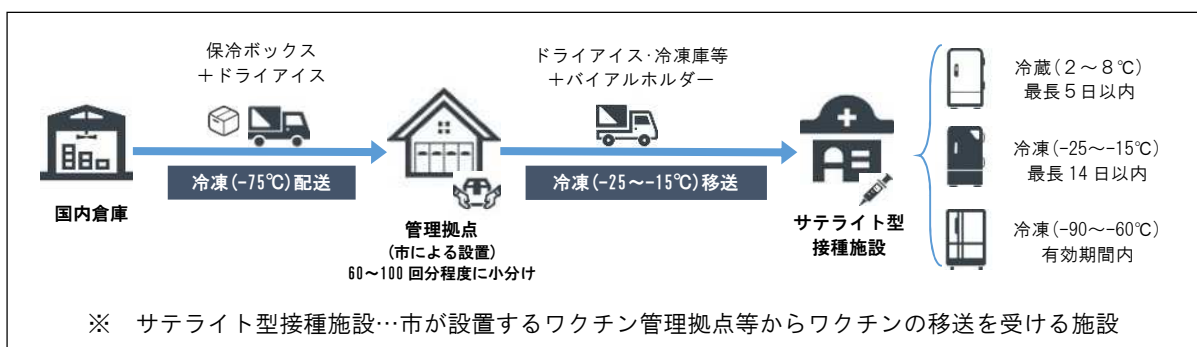 保冷ボックス
＋ドライアイス
冷凍(-75℃)配送
国内倉庫
ドライアイス・冷凍庫等
＋バイアルホルダー
冷凍(-25～-15℃)移送
管理拠点
(市による設置)
60～100 回分程度に小分け
サテライト型
接種施設
冷蔵（２～８℃）
最長５日以内
冷凍(-25～-15℃)
最長 14 日以内
冷凍(-90～-60℃)
有効期間内
※　サテライト型接種施設…市が設置するワクチン管理拠点等からワクチンの移送を受ける施設